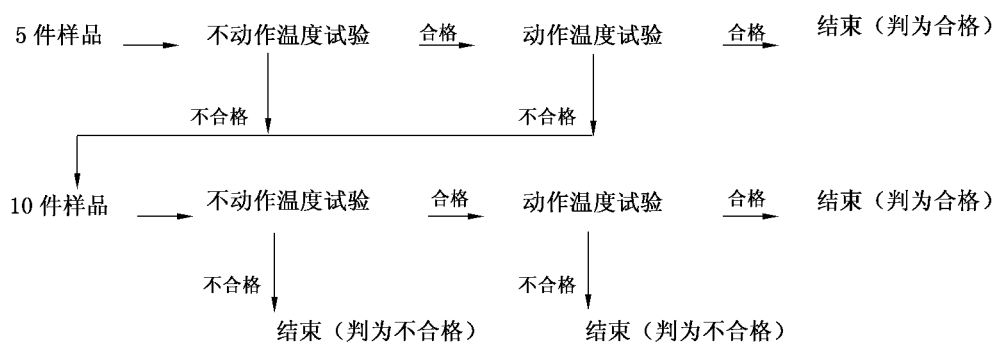 5 件样品 不动作温度试验 合格 动作温度试验 合格 结束（判为合格）
不合格 不合格
10 件样品 不动作温度试验 合格 动作温度试验 合格 结束（判为合格）
不合格 不合格
结束（判为不合格） 结束（判为不合格）